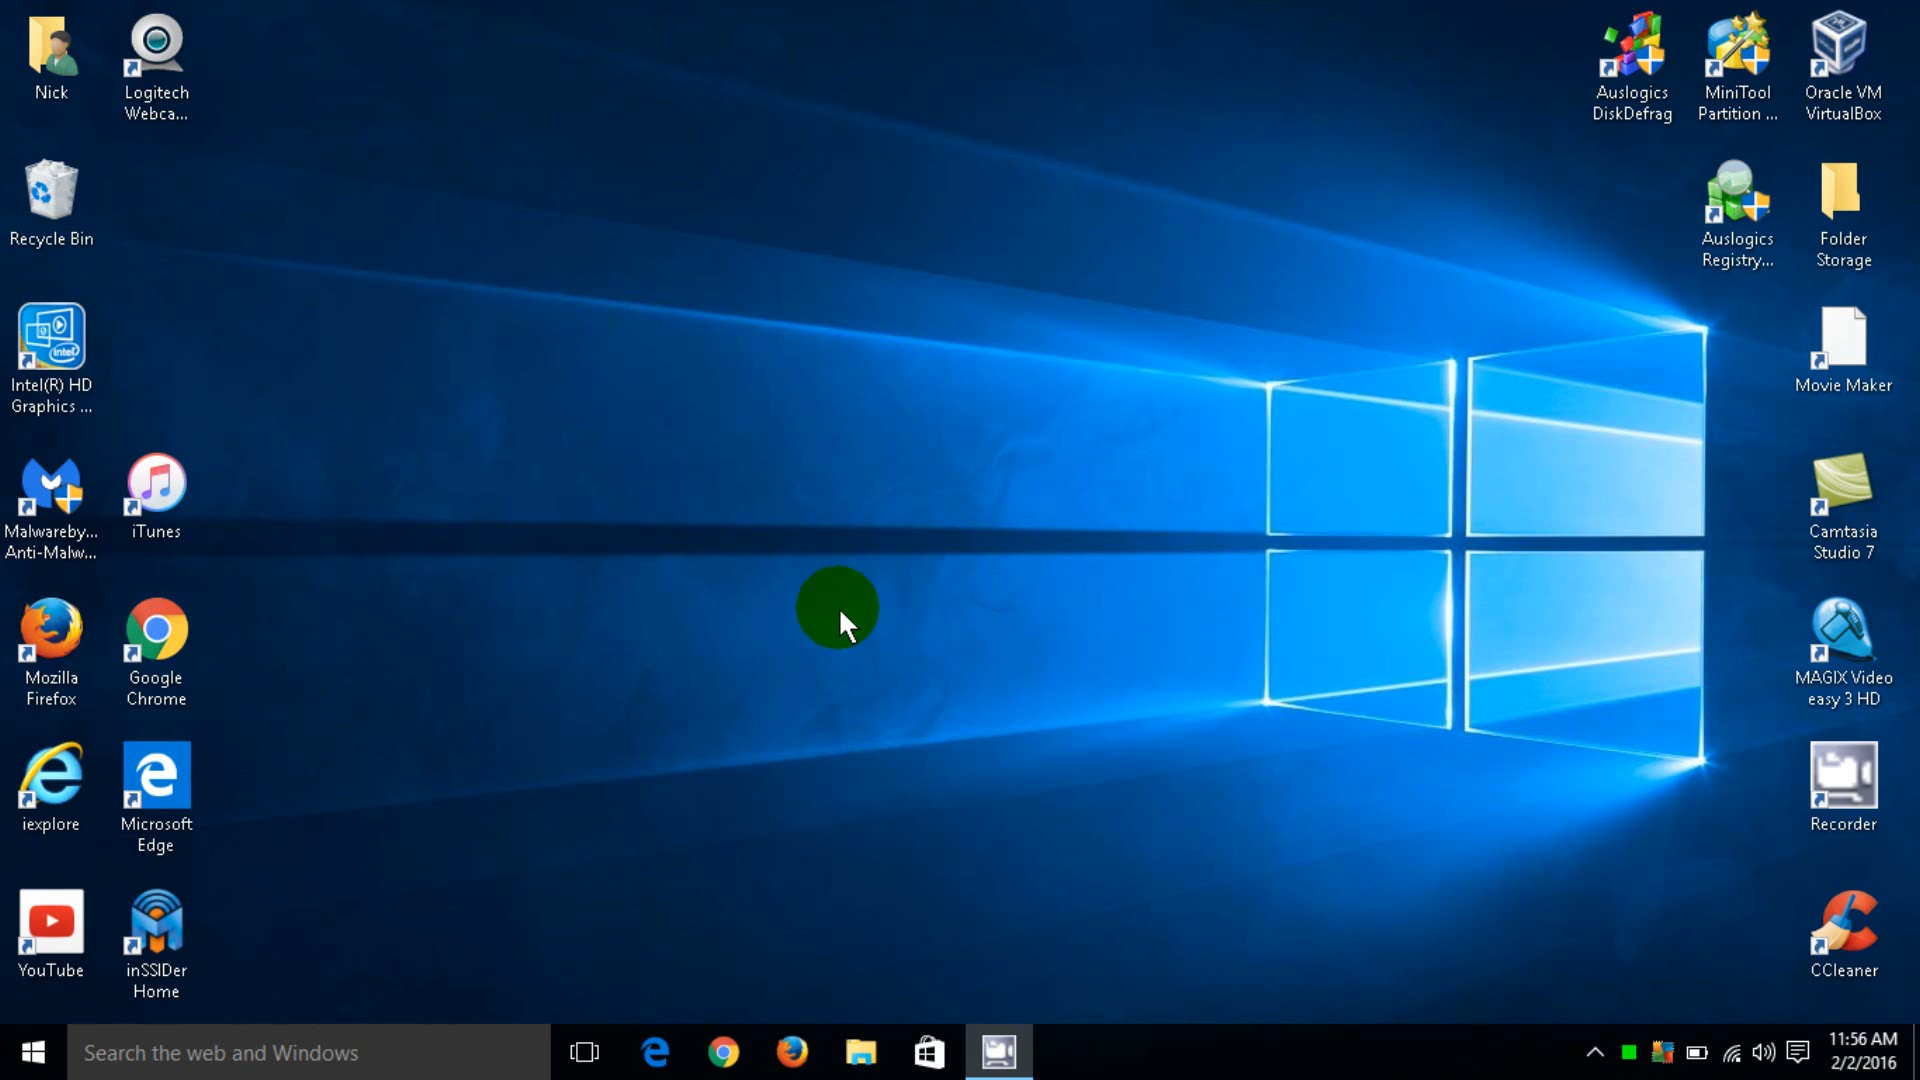 Nick
Logitech
Webca...
Auslogics
DiskDefrag
MiniTool
Partition ...
Oracle VM
VirtualBox
Recycle Bin
Auslogics
Registry...
Folder
Storage
intel
Intel(R) HD
Graphics ...
Movie Maker
Malwareby...
Anti-Malw...
iTunes
Camtasia
Studio 7
Mozilla
Firefox
Google
Chrome
MAGIX Video
easy 3 HD
iexplore
Microsoft
Edge
Recorder
YouTube
inSSIDer
Home
CCleaner
Search the web and Windows
11:56 AM
2/2/2016